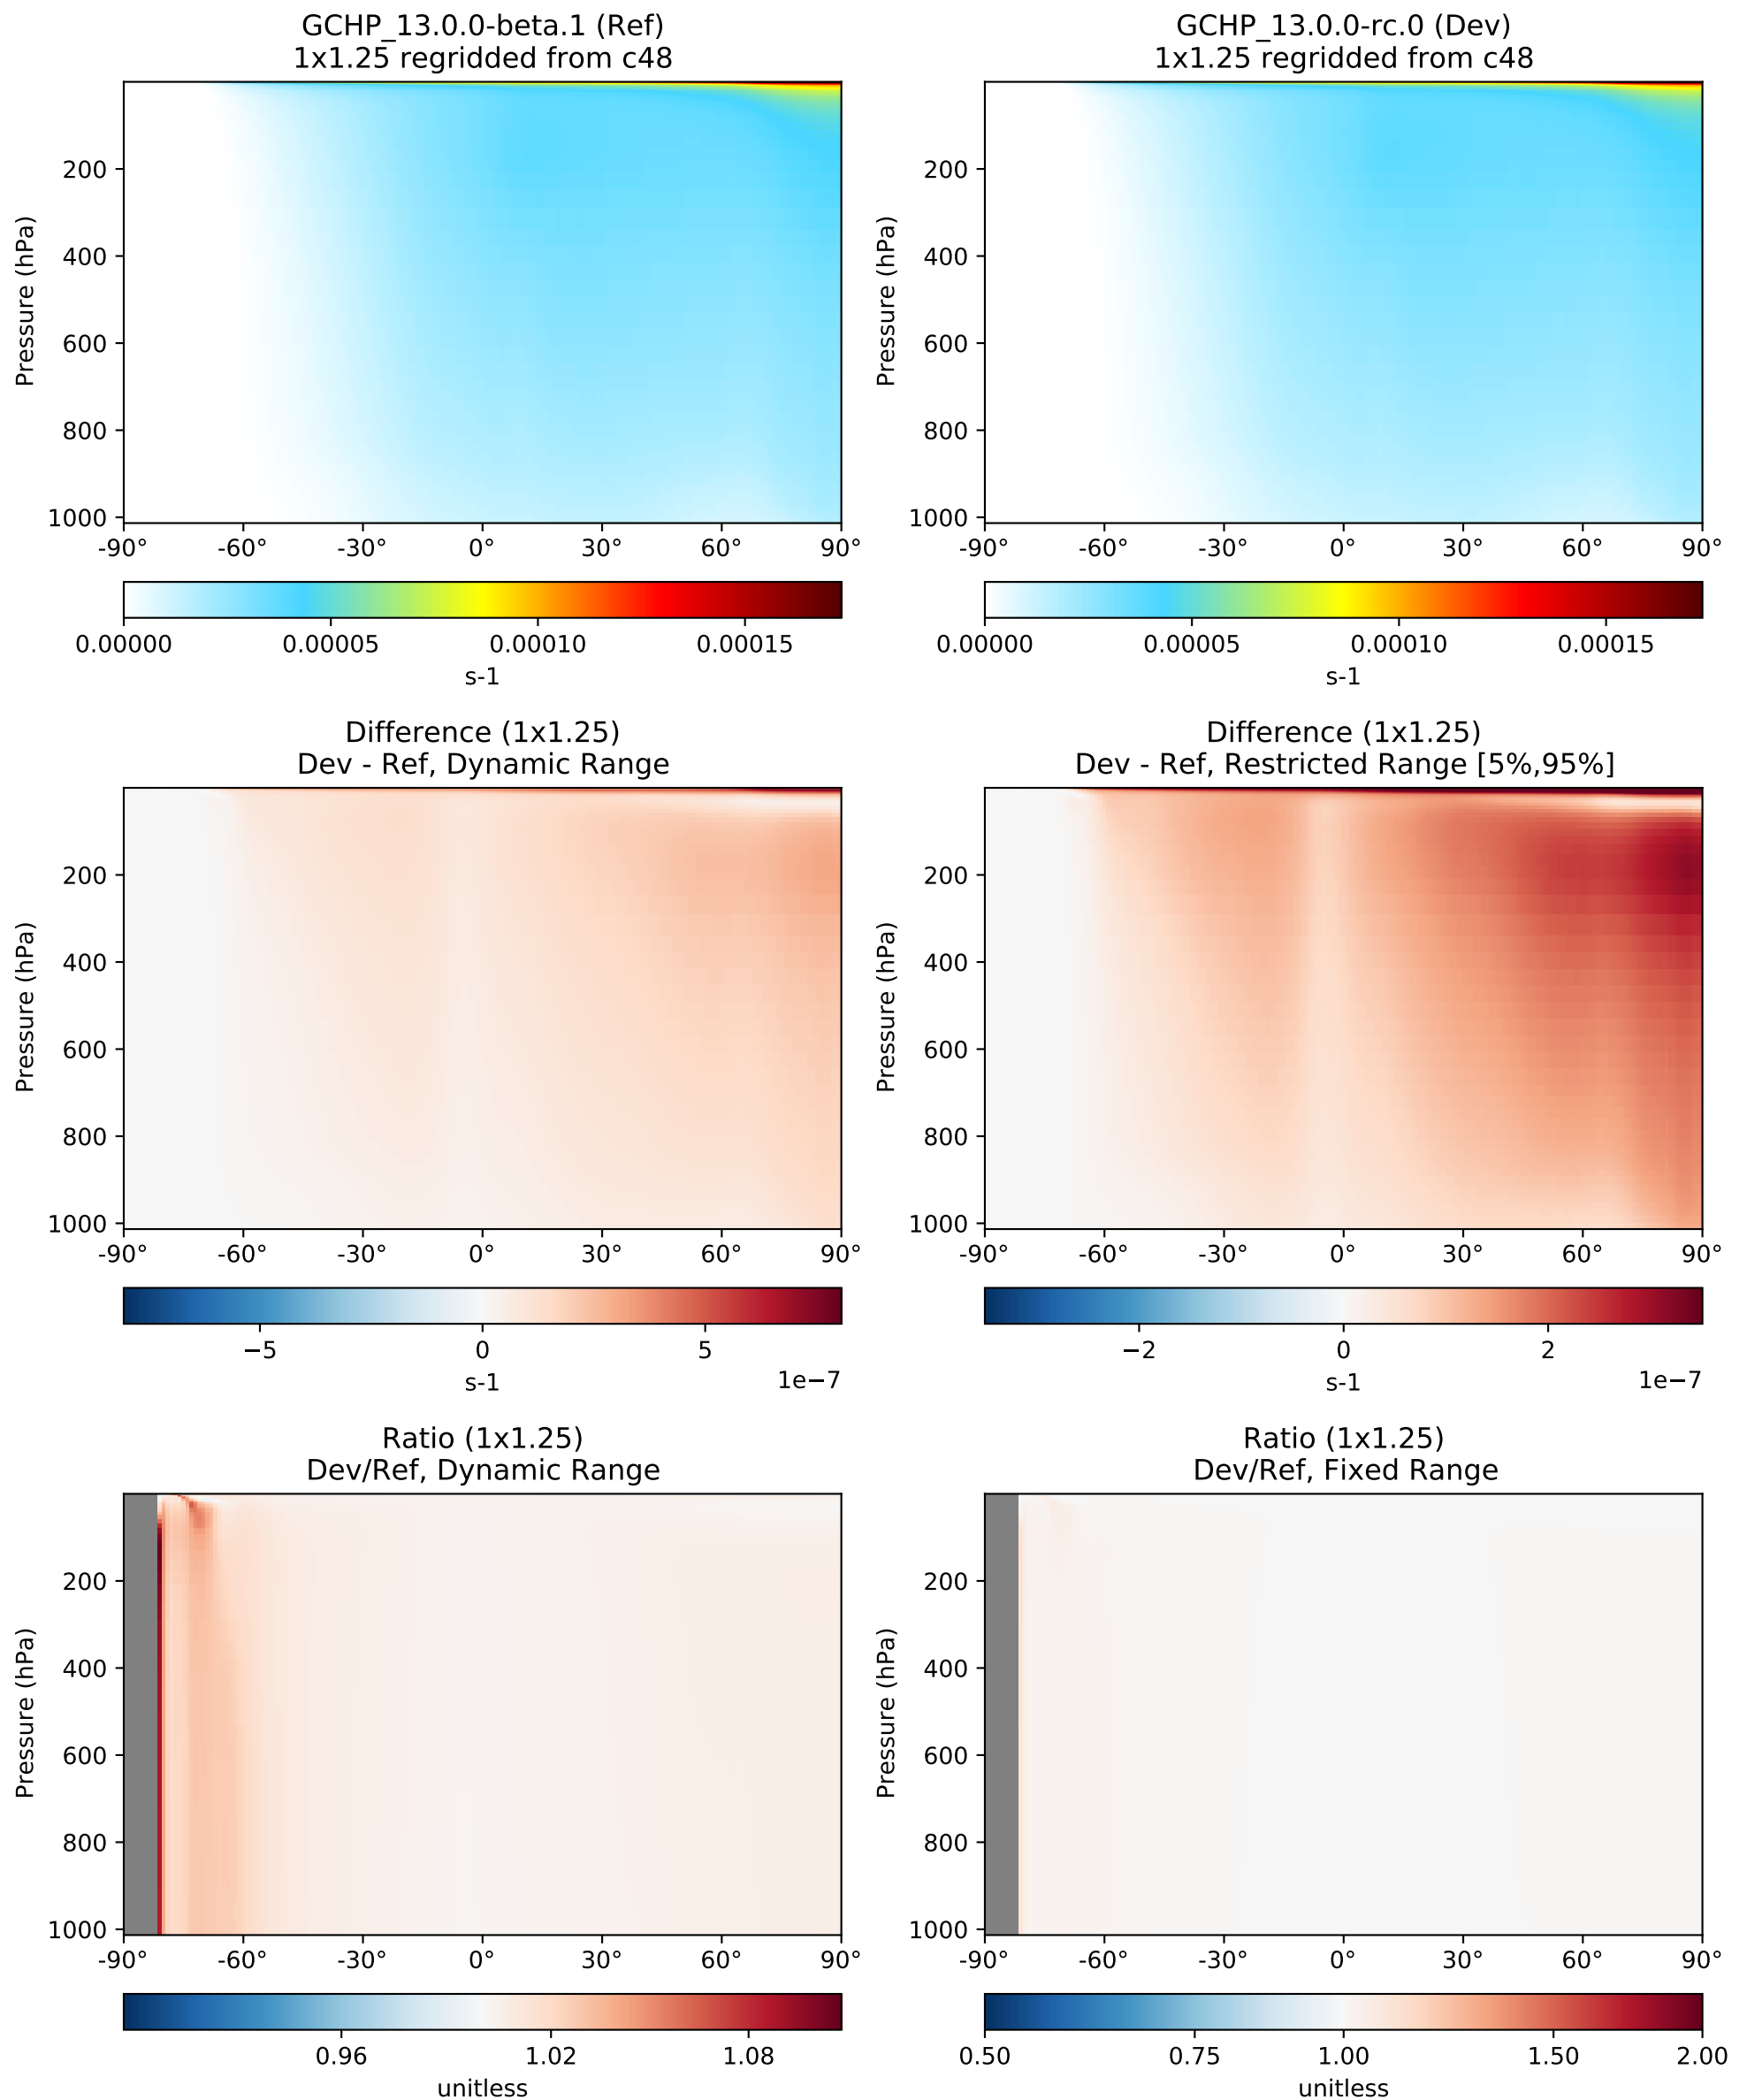 GCHP_13.0.0-beta.1 (Ref)
1x1.25 regridded from c48
Pressure (hPa)
200
400
600
800
1000
-90° -60° -30° 0° 30° 60° 90°
0.00000 0.00005 0.00010 0.00015
s-1
GCHP_13.0.0-rc.0 (Dev)
1x1.25 regridded from c48
Pressure (hPa)
200
400
600
800
1000
-90° -60° -30° 0° 30° 60° 90°
0.00000 0.00005 0.00010 0.00015
s-1
Difference (1x1.25)
Dev - Ref, Dynamic Range
Pressure (hPa)
200
400
600
800
1000
-90° -60° -30° 0° 30° 60° 90°
−5 0 5
s-1 1e−7
Difference (1x1.25)
Dev - Ref, Restricted Range [5%,95%]
Pressure (hPa)
200
400
600
800
1000
-90° -60° -30° 0° 30° 60° 90°
−2 0 2
s-1 1e−7
Ratio (1x1.25)
Dev/Ref, Dynamic Range
Pressure (hPa)
200
400
600
800
1000
-90° -60° -30° 0° 30° 60° 90°
0.96 1.02 1.08
unitless
Ratio (1x1.25)
Dev/Ref, Fixed Range
Pressure (hPa)
200
400
600
800
1000
-90° -60° -30° 0° 30° 60° 90°
0.50 0.75 1.00 1.50 2.00
unitless